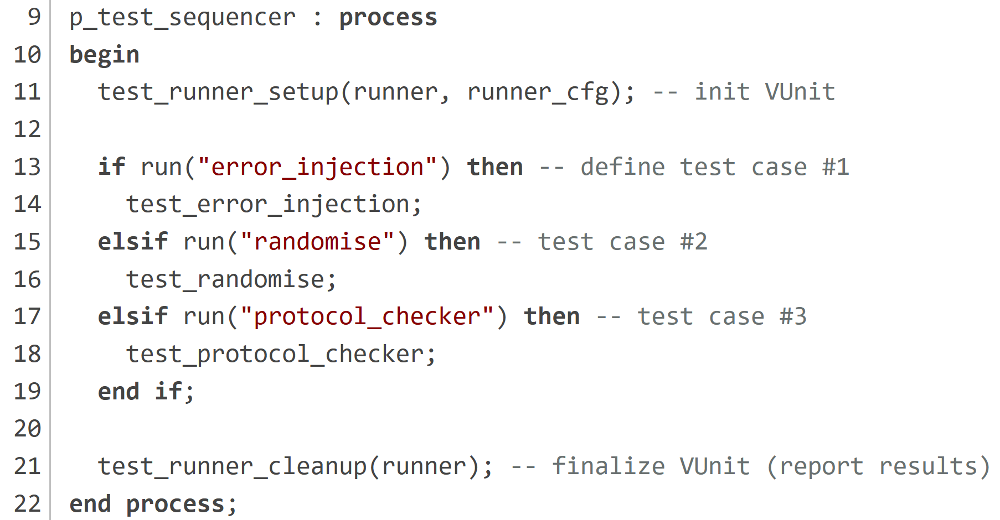 9 p_test_sequencer : process
10 begin
11   test_runner_setup(runner, runner_cfg); -- init VUnit
12
13   if run("error_injection") then -- define test case #1
14     test_error_injection;
15   elsif run("randomise") then -- test case #2
16     test_randomise;
17   elsif run("protocol_checker") then -- test case #3
18     test_protocol_checker;
19   end if;
20
21   test_runner_cleanup(runner); -- finalize VUnit (report results)
22 end process;